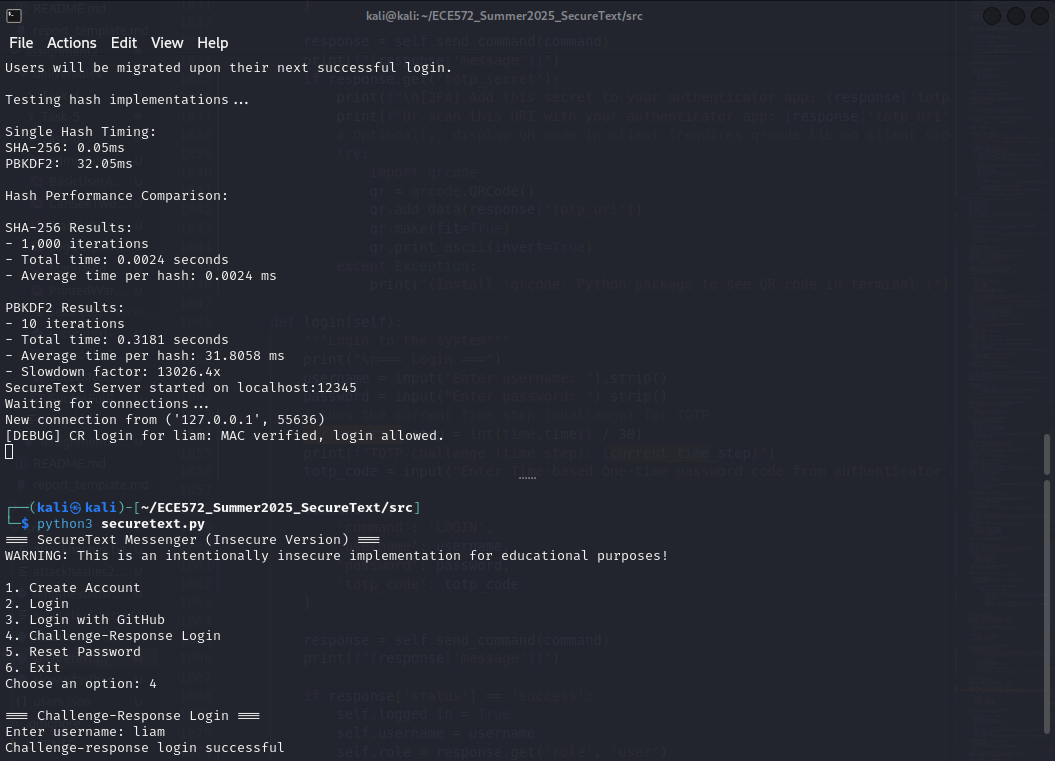 kali@kali: ~/ECE572_Summer2025_SecureText/src
File Actions Edit View Help
Users will be migrated upon their next successful login.
Testing hash implementations...
Single Hash Timing:
SHA-256: 0.05ms
PBKDF2: 32.05ms
Hash Performance Comparison:
SHA-256 Results:
- 1,000 iterations
- Total time: 0.0024 seconds
- Average time per hash: 0.0024 ms
PBKDF2 Results:
- 10 iterations
- Total time: 0.3181 seconds
- Average time per hash: 31.8058 ms
- Slowdown factor: 13026.4x
SecureText Server started on localhost:12345
Waiting for connections...
New connection from ('127.0.0.1', 55636)
[DEBUG] CR login for liam: MAC verified, login allowed.
┌──(kali㉿kali)-[~/ECE572_Summer2025_SecureText/src]
└─$ python3 securetext.py
=== SecureText Messenger (Insecure Version) ===
WARNING: This is an intentionally insecure implementation for educational purposes!
1. Create Account
2. Login
3. Login with GitHub
4. Challenge-Response Login
5. Reset Password
6. Exit
Choose an option: 4
=== Challenge-Response Login ===
Enter username: liam
Challenge-response login successful